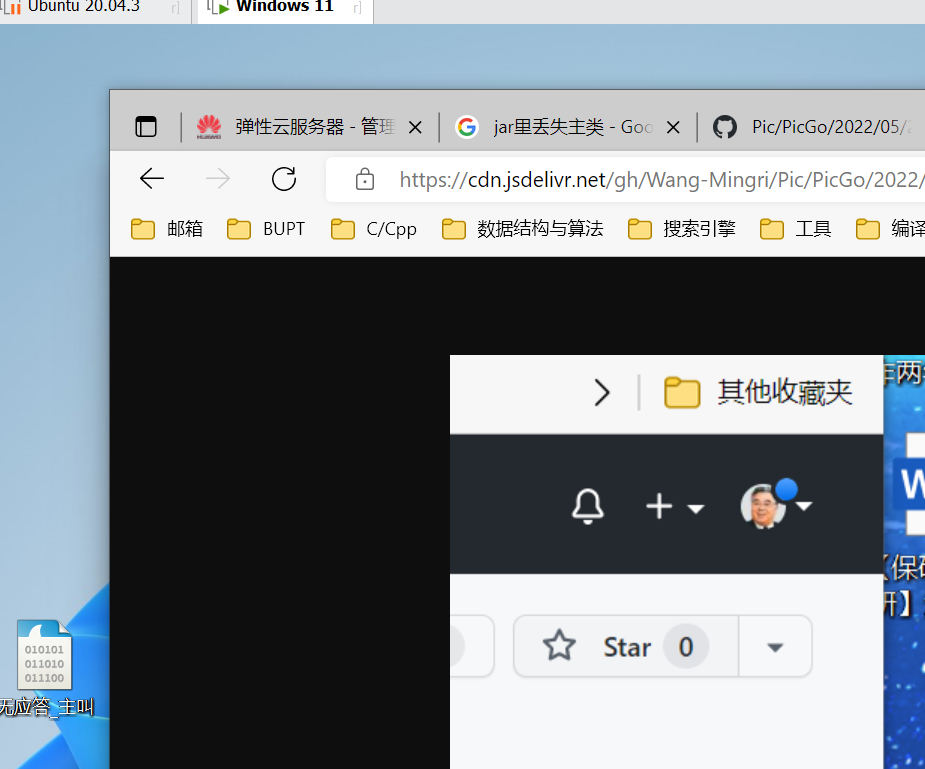 Ubuntu 20.04.3
Windows 11
弹性云服务器 - 管理
jar里丢失主类 - Goo
Pic/PicGo/2022/05/2
https://cdn.jsdelivr.net/gh/Wang-Mingri/Pic/PicGo/2022/
邮箱
BUPT
C/Cpp
数据结构与算法
搜索引擎
工具
编译
其他收藏夹
Star 0
W
【保研
研】
010101
011010
011100
无应答_主叫